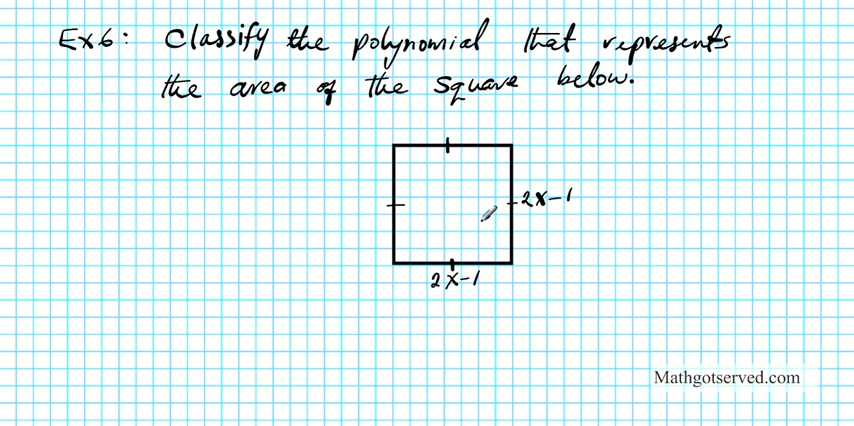 Ex6: Classify the polynomial that represents
the area of the square below.
2x-1
2x-1
Mathgotserved.com